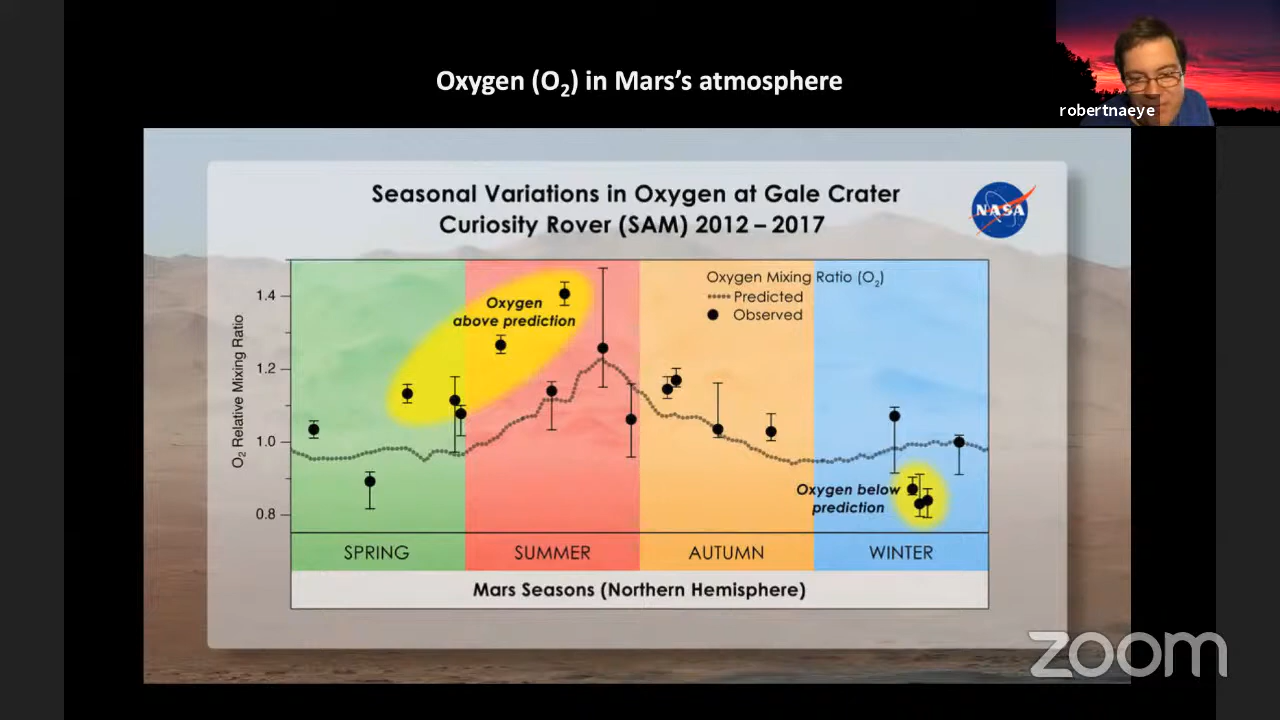 Oxygen (O₂) in Mars's atmosphere
robertnaeye
Seasonal Variations in Oxygen at Gale Crater
Curiosity Rover (SAM) 2012 – 2017
NASA
O₂ Relative Mixing Ratio
1.4
1.2
1.0
0.8
Oxygen
above prediction
Oxygen Mixing Ratio (O₂)
Predicted
Observed
Oxygen below
prediction
SPRING
SUMMER
AUTUMN
WINTER
Mars Seasons (Northern Hemisphere)
zoom